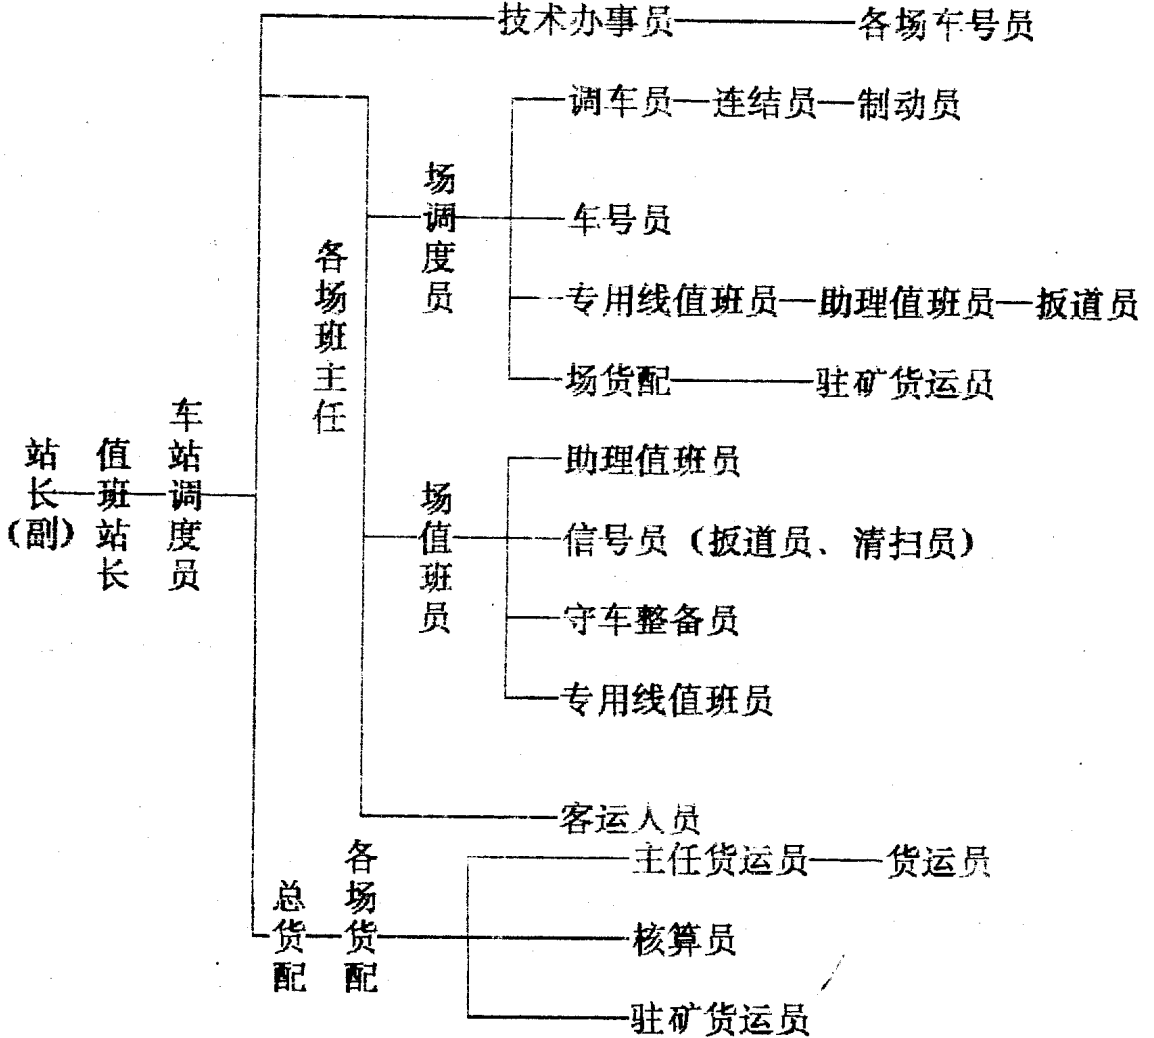 技术办事员 各场车号员
调车员 连结员 制动员
场调度员
车号员
各场班主任
专用线值班员 助理值班员 扳道员
场货配 驻矿货运员
站长(副)
值班站长
车站调度员
助理值班员
场值班员
信号员（扳道员、清扫员）
守车整备员
专用线值班员
客运人员
主任货运员 货运员
总货配
各场货配
核算员
驻矿货运员